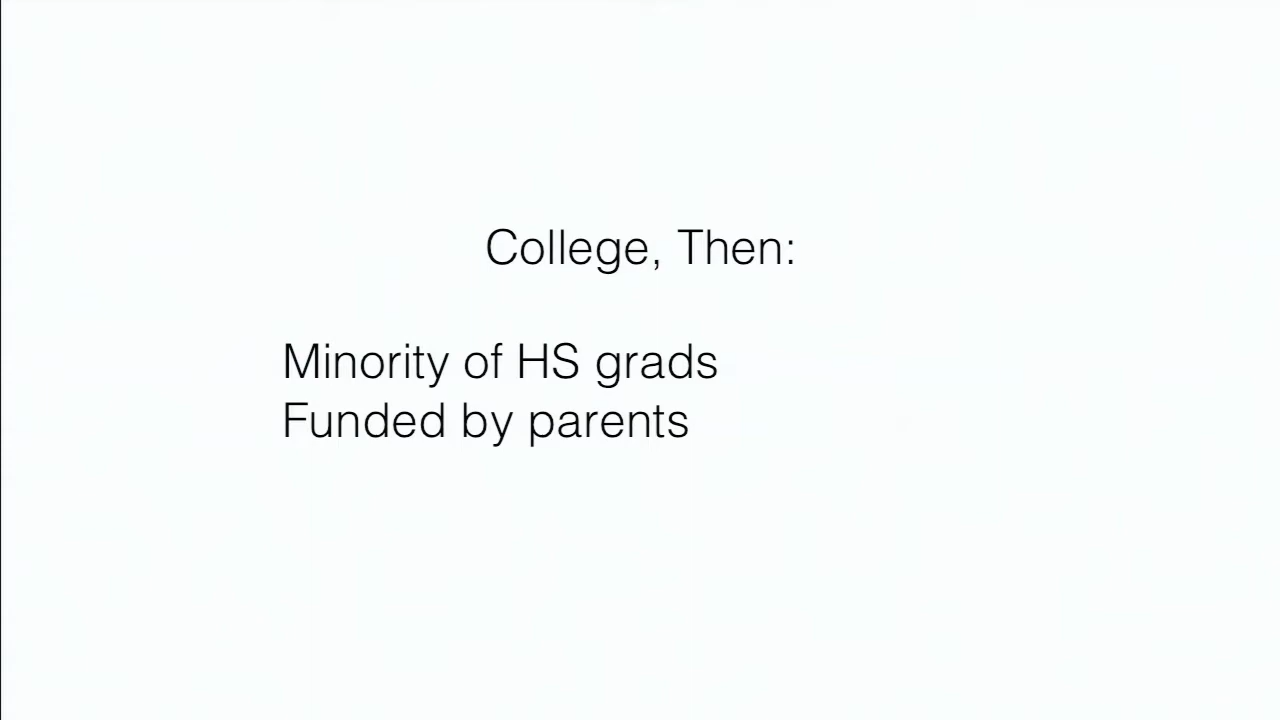 College, Then:
Minority of HS grads
Funded by parents